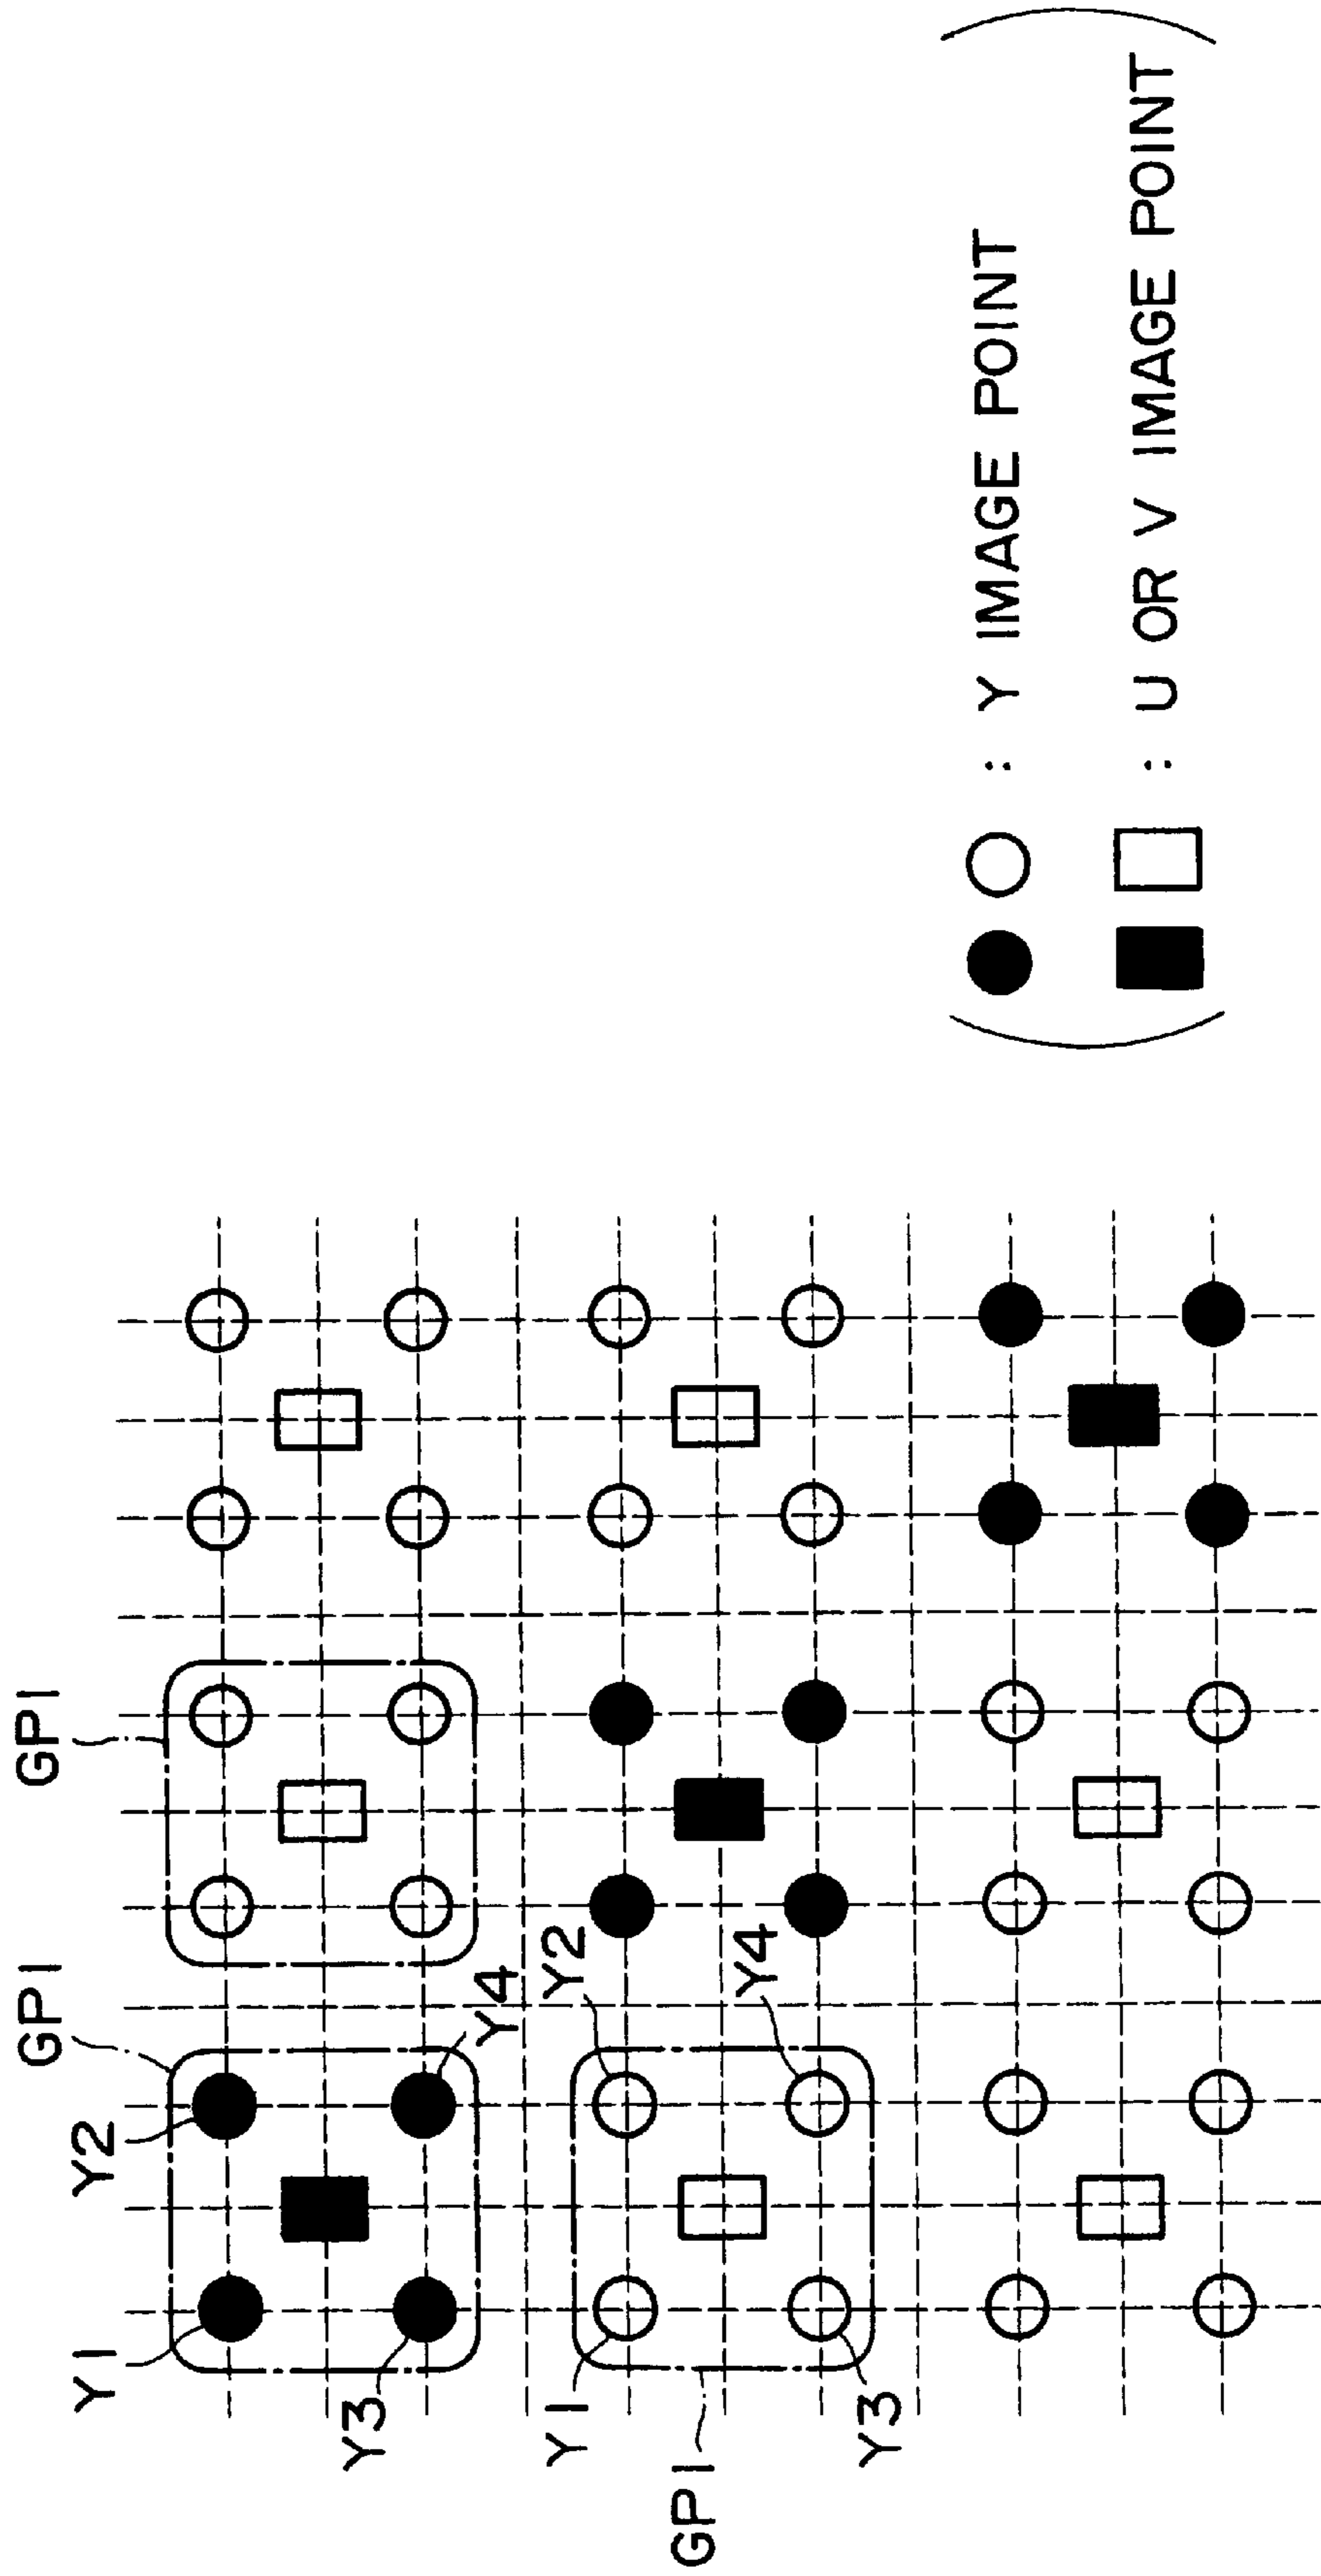 GP1
GP1
Y1
Y2
Y3
Y4
Y1
Y2
GP1
Y4
Y3
: Y IMAGE POINT
: U OR V IMAGE POINT